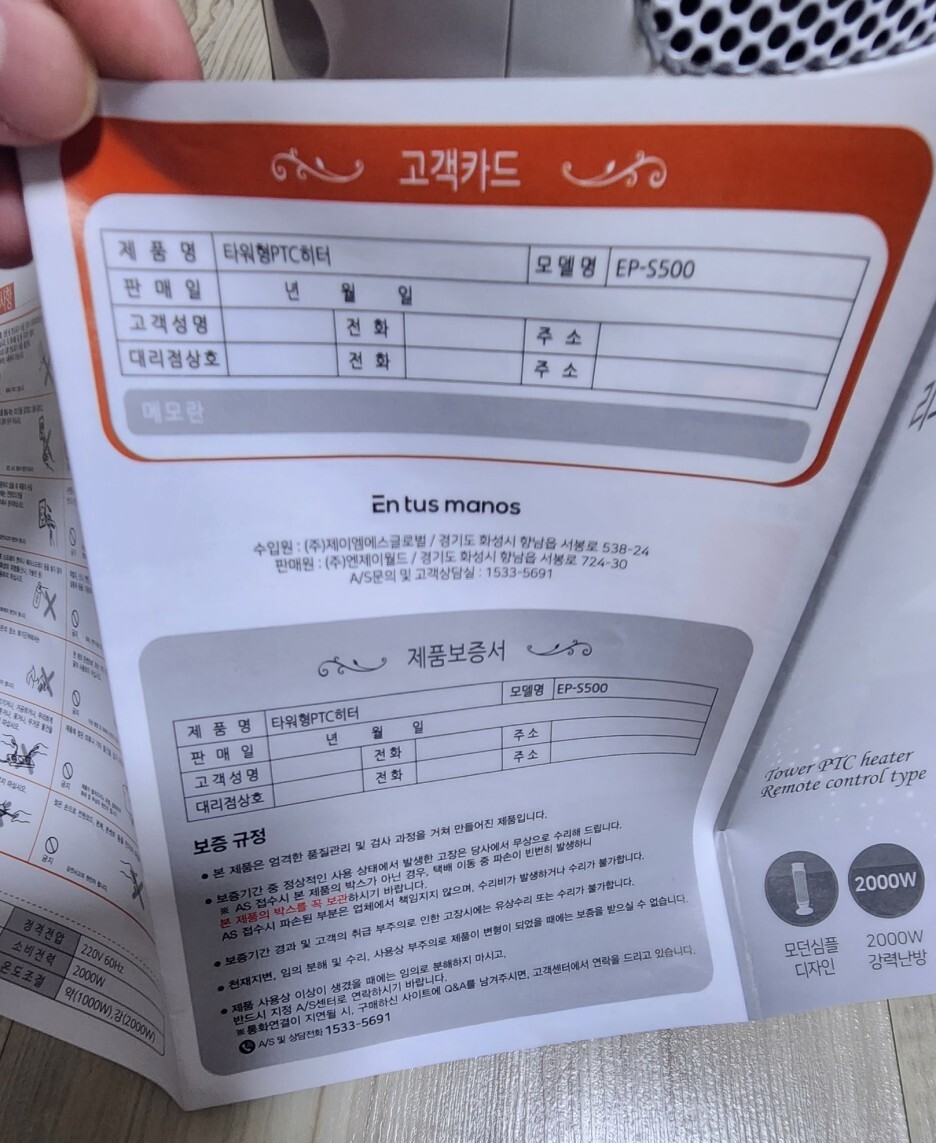 고객카드
제 품 명 타워형PTC히터 모 델 명 EP-S500
판 매 일 년 월 일
고객성명 전 화 주 소
대리점상호 전 화 주 소
메모란
En tus manos
수입원 : (주)제이엠에스글로벌 / 경기도 화성시 향남읍 서봉로 538-24
판매원 : (주)엔제이월드 / 경기도 화성시 향남읍 서봉로 724-30
A/S문의 및 고객상담실 : 1533-5691
제품보증서
제 품 명 타워형PTC히터 모델명 EP-S500
판 매 일 년 월 일
고객성명 전 화 주 소
대리점상호 전 화 주 소
보증 규정
● 본 제품은 엄격한 품질관리 및 검사 과정을 거쳐 만들어진 제품입니다.
● 보증기간 중 정상적인 사용 상태에서 발생한 고장은 당사에서 무상으로 수리해 드립니다.
※ AS 접수시 본 제품의 박스가 아닌 경우, 택배 이동 중 파손이 빈번히 발생하니
본 제품의 박스를 꼭 보관하시기 바랍니다.
AS 접수시 파손된 부분은 업체에서 책임지지 않으며, 수리비가 발생하거나 수리가 불가합니다.
● 보증기간 경과 및 고객의 취급 부주의로 인한 고장시에는 유상수리 또는 수리가 불가합니다.
● 천재지변, 임의 분해 및 수리, 사용상 부주의로 제품이 변형이 되었을 때에는 보증을 받으실 수 없습니다.
● 제품 사용상 이상이 생겼을 때에는 임의로 분해하지 마시고,
반드시 지정 A/S센터로 연락하시기 바랍니다.
※통화연결이 지연될 시, 구매하신 사이트에 Q&A를 남겨주시면, 고객센터에서 연락을 드리고 있습니다.
A/S 및 상담전화 1533-5691
정격전압 220V 60Hz
소비전력 2000W
온도조절 약(1000W),강(2000W)
Tower PTC heater
Remote control type
2000W
모던심플
디자인
2000W
강력난방